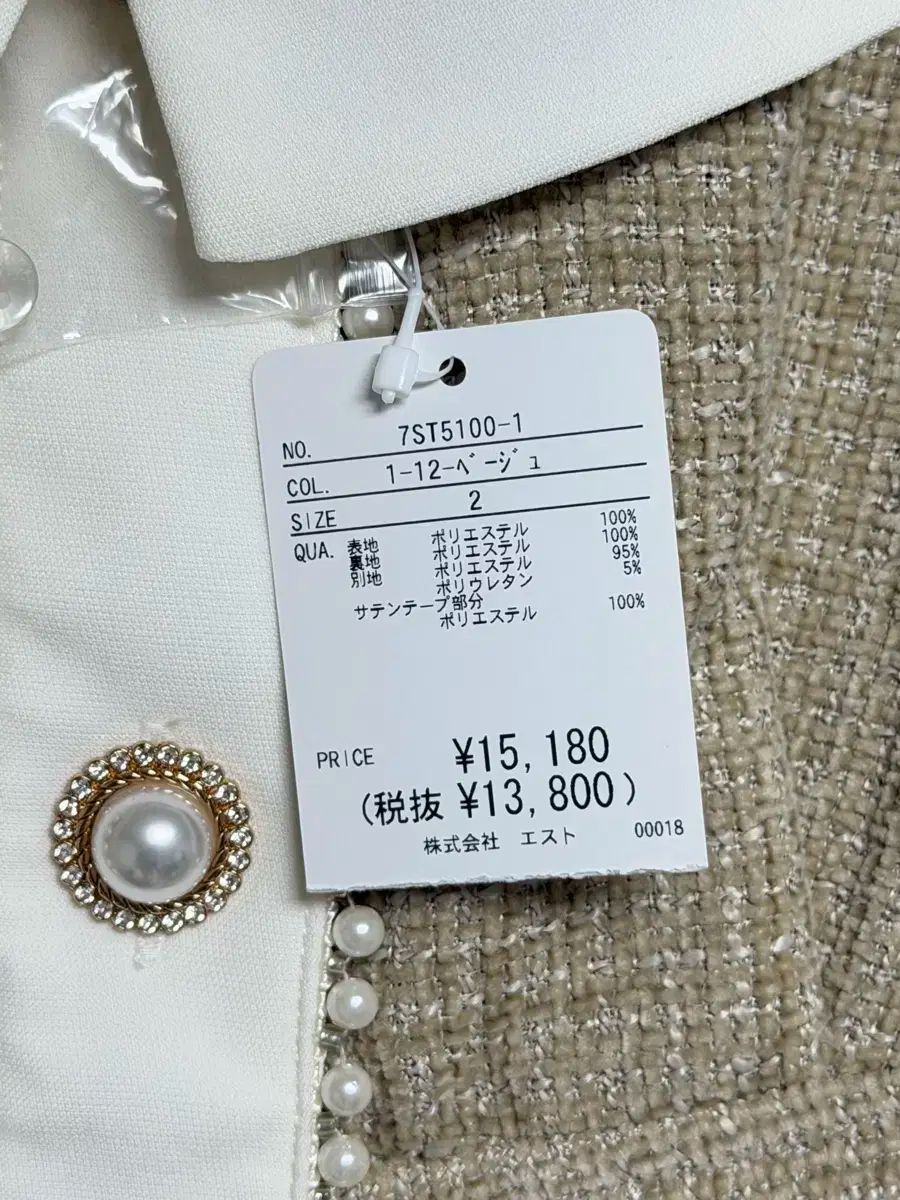 NO. 7ST5100-1
COL. 1-12-ﾍﾞｰｼﾞｭ
SIZE 2
QUA. 表地 ポリエステル 100%
裏地 ポリエステル 100%
別地 ポリエステル 95%
ポリウレタン 5%
サテンテープ部分
ポリエステル 100%
PRICE ¥15,180
(税抜 ¥13,800)
株式会社 エスト 00018